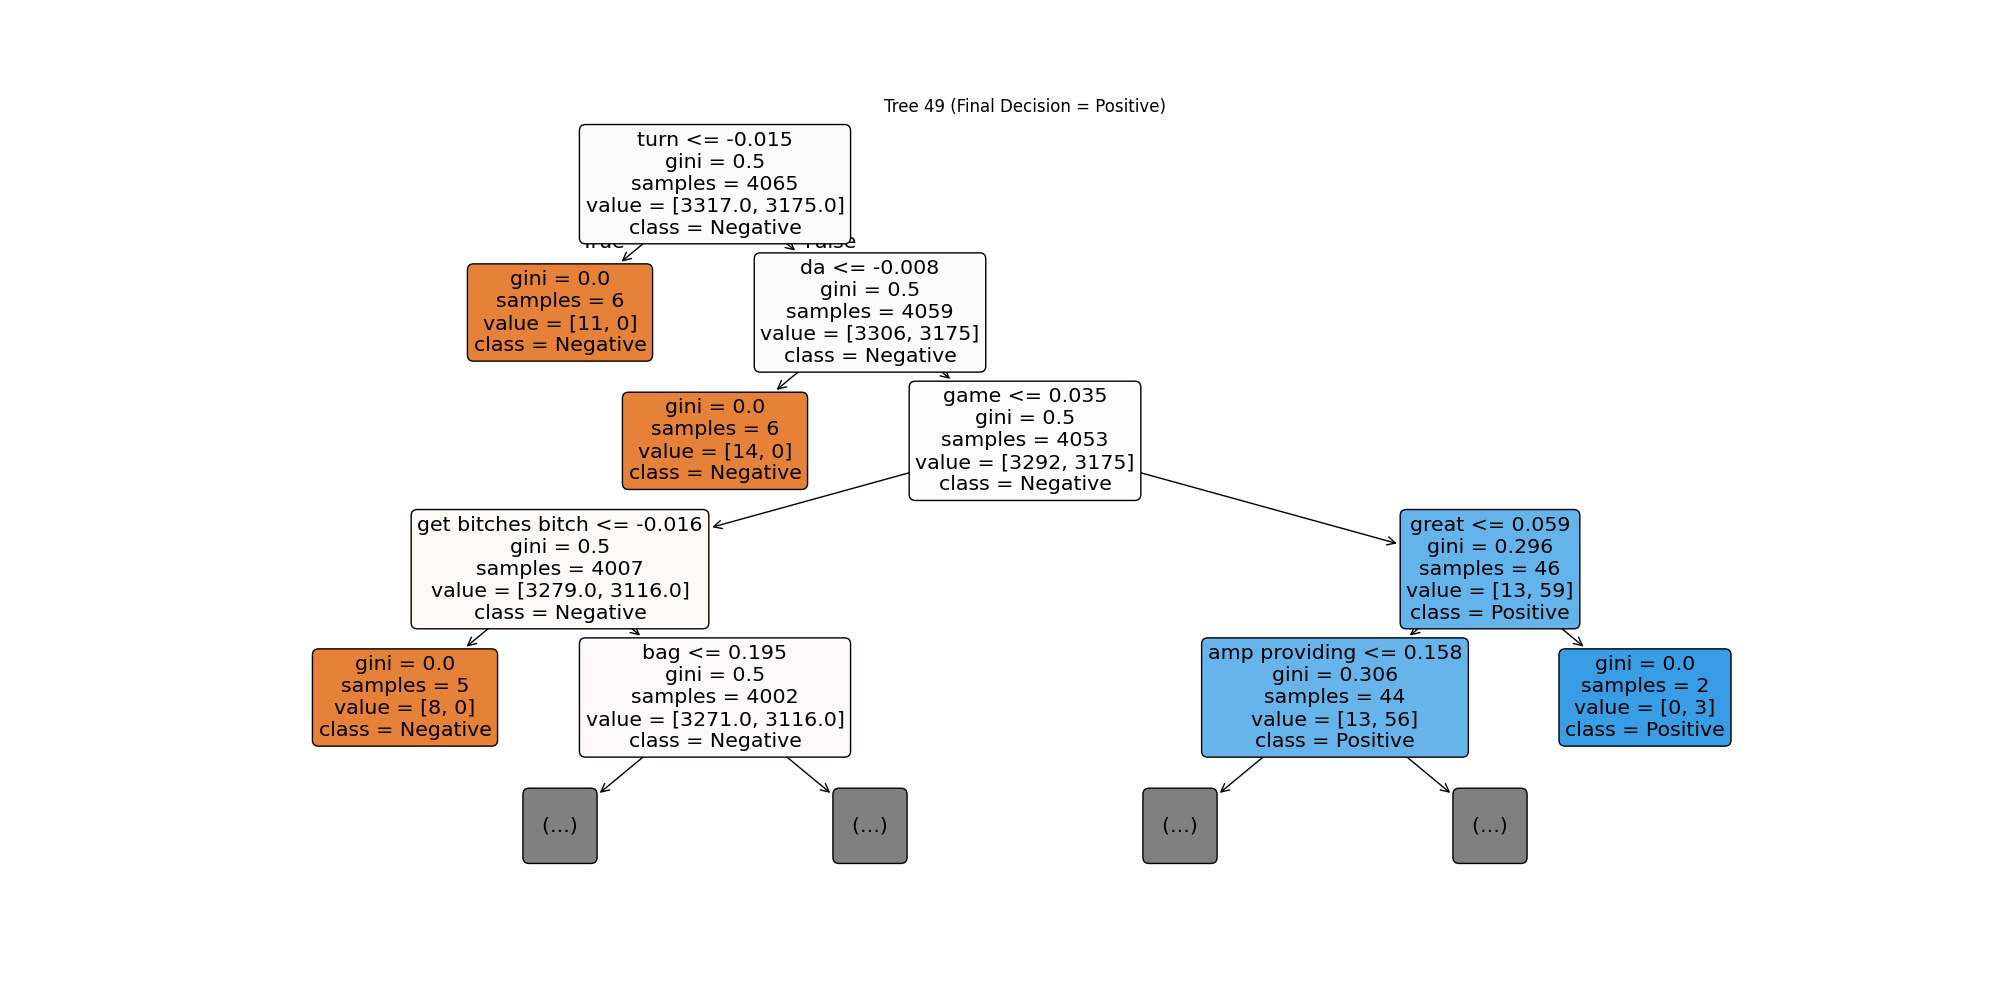 Tree 49 (Final Decision = Positive)
turn <= -0.015
gini = 0.5
samples = 4065
value = [3317.0, 3175.0]
class = Negative
gini = 0.0
samples = 6
value = [11, 0]
class = Negative
da <= -0.008
gini = 0.5
samples = 4059
value = [3306, 3175]
class = Negative
gini = 0.0
samples = 6
value = [14, 0]
class = Negative
game <= 0.035
gini = 0.5
samples = 4053
value = [3292, 3175]
class = Negative
get bitches bitch <= -0.016
gini = 0.5
samples = 4007
value = [3279.0, 3116.0]
class = Negative
great <= 0.059
gini = 0.296
samples = 46
value = [13, 59]
class = Positive
gini = 0.0
samples = 5
value = [8, 0]
class = Negative
bag <= 0.195
gini = 0.5
samples = 4002
value = [3271.0, 3116.0]
class = Negative
amp providing <= 0.158
gini = 0.306
samples = 44
value = [13, 56]
class = Positive
gini = 0.0
samples = 2
value = [0, 3]
class = Positive
(...)
(...)
(...)
(...)